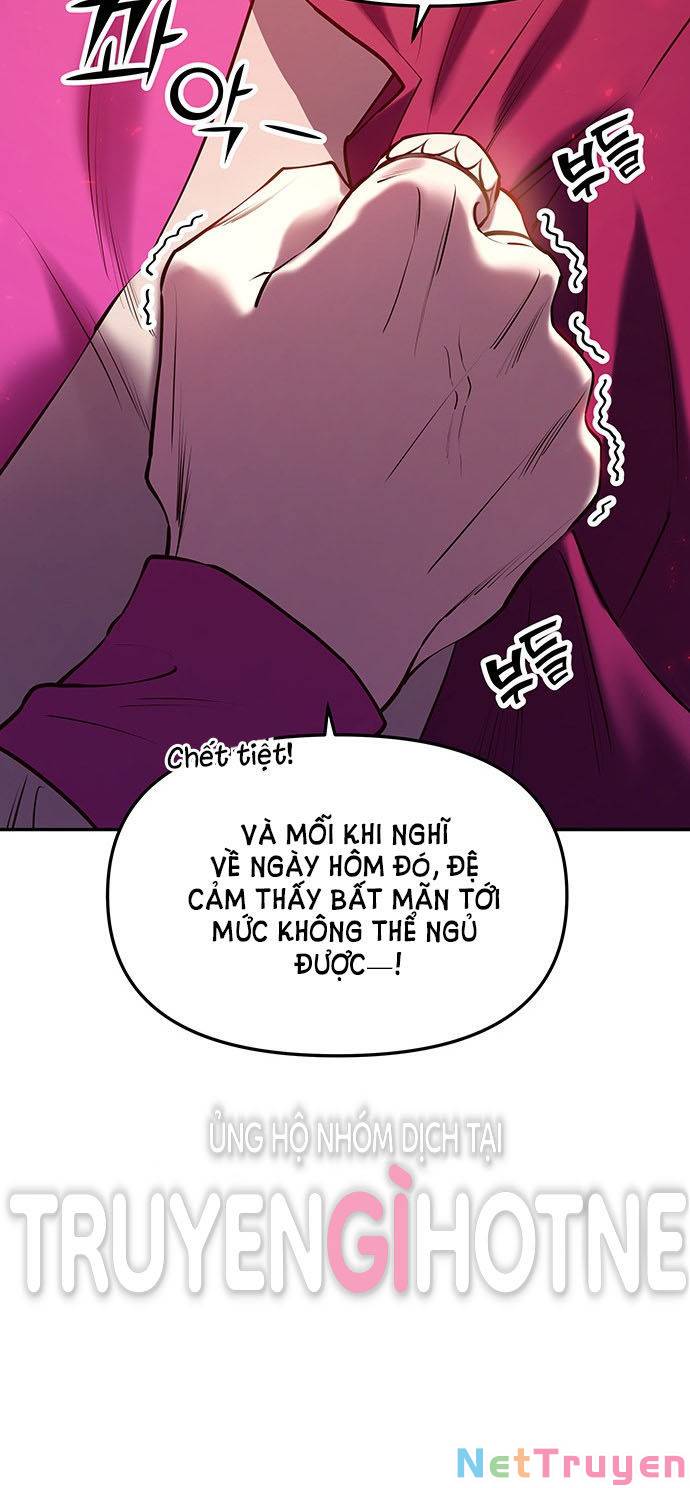 콰악-
부들
부들
Chết tiệt!
VÀ MỖI KHI NGHĨ
VỀ NGÀY HÔM ĐÓ, ĐỆ
CẢM THẤY BẤT MÃN TỚI
MỨC KHÔNG THỂ NGỦ
ĐƯỢC—!
ỦNG HỘ NHÓM DỊCH TẠI
TRUYENGIHOTNE
NetTruyen